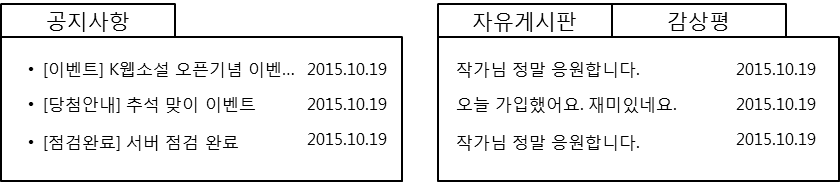 공지사항
• [이벤트] K웹소설 오픈기념 이벤... 2015.10.19
• [당첨안내] 추석 맞이 이벤트 2015.10.19
• [점검완료] 서버 점검 완료 2015.10.19
자유게시판 감상평
작가님 정말 응원합니다. 2015.10.19
오늘 가입했어요. 재미있네요. 2015.10.19
작가님 정말 응원합니다. 2015.10.19